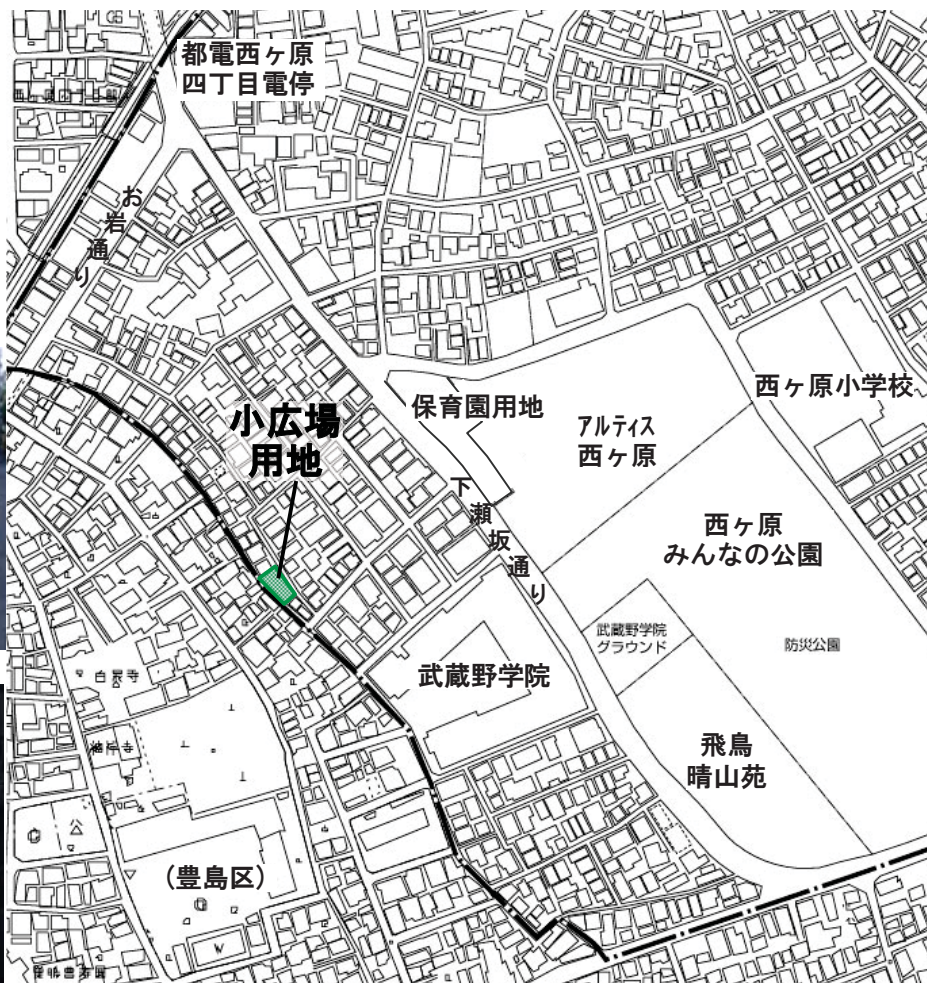 都電西ヶ原
四丁目電停
お岩通り
小広場
用地
保育園用地
アルティス
西ヶ原
西ヶ原小学校
下瀬坂通り
西ヶ原
みんなの公園
武蔵野学院
グラウンド
防災公園
武蔵野学院
飛鳥
晴山苑
(豊島区)